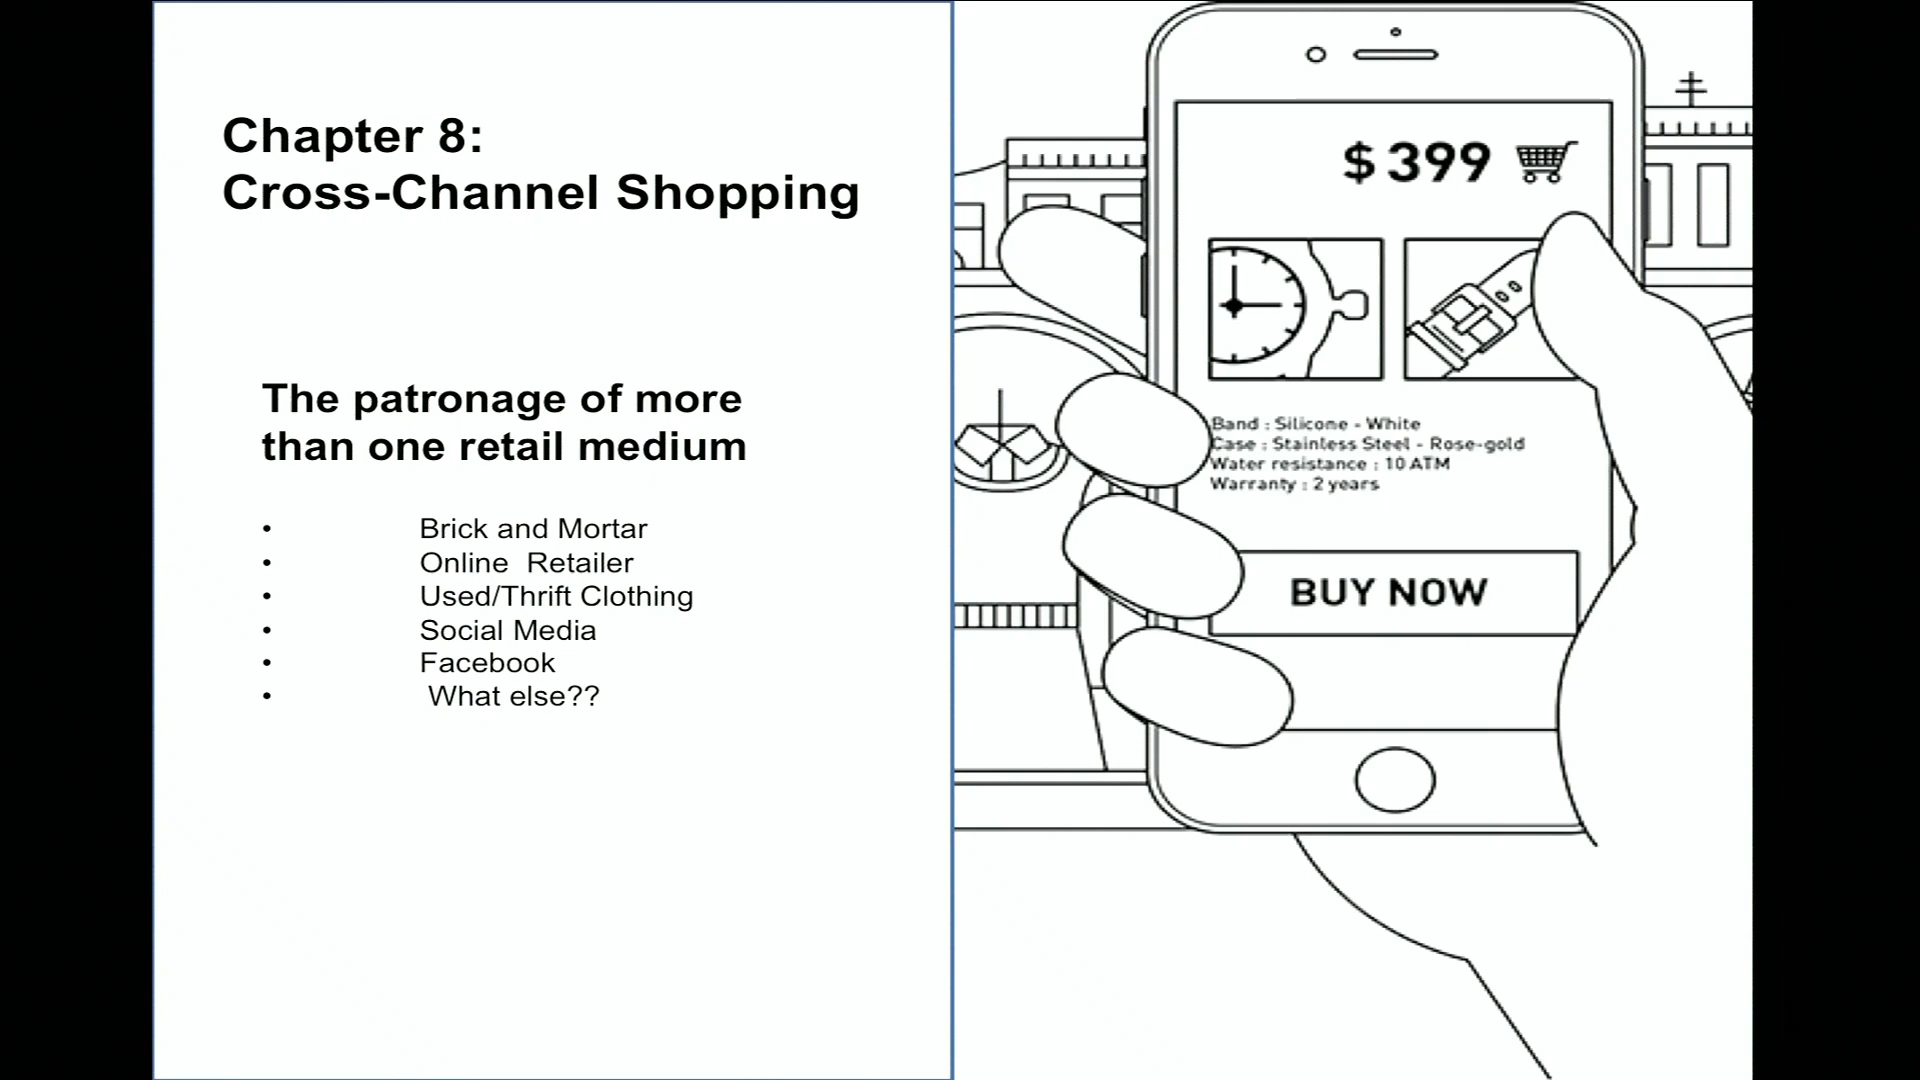 Chapter 8:
Cross-Channel Shopping
The patronage of more
than one retail medium
• Brick and Mortar
• Online Retailer
• Used/Thrift Clothing
• Social Media
• Facebook
• What else??
$399
Band : Silicone - White
Case : Stainless Steel - Rose-gold
Water resistance : 10 ATM
Warranty : 2 years
BUY NOW